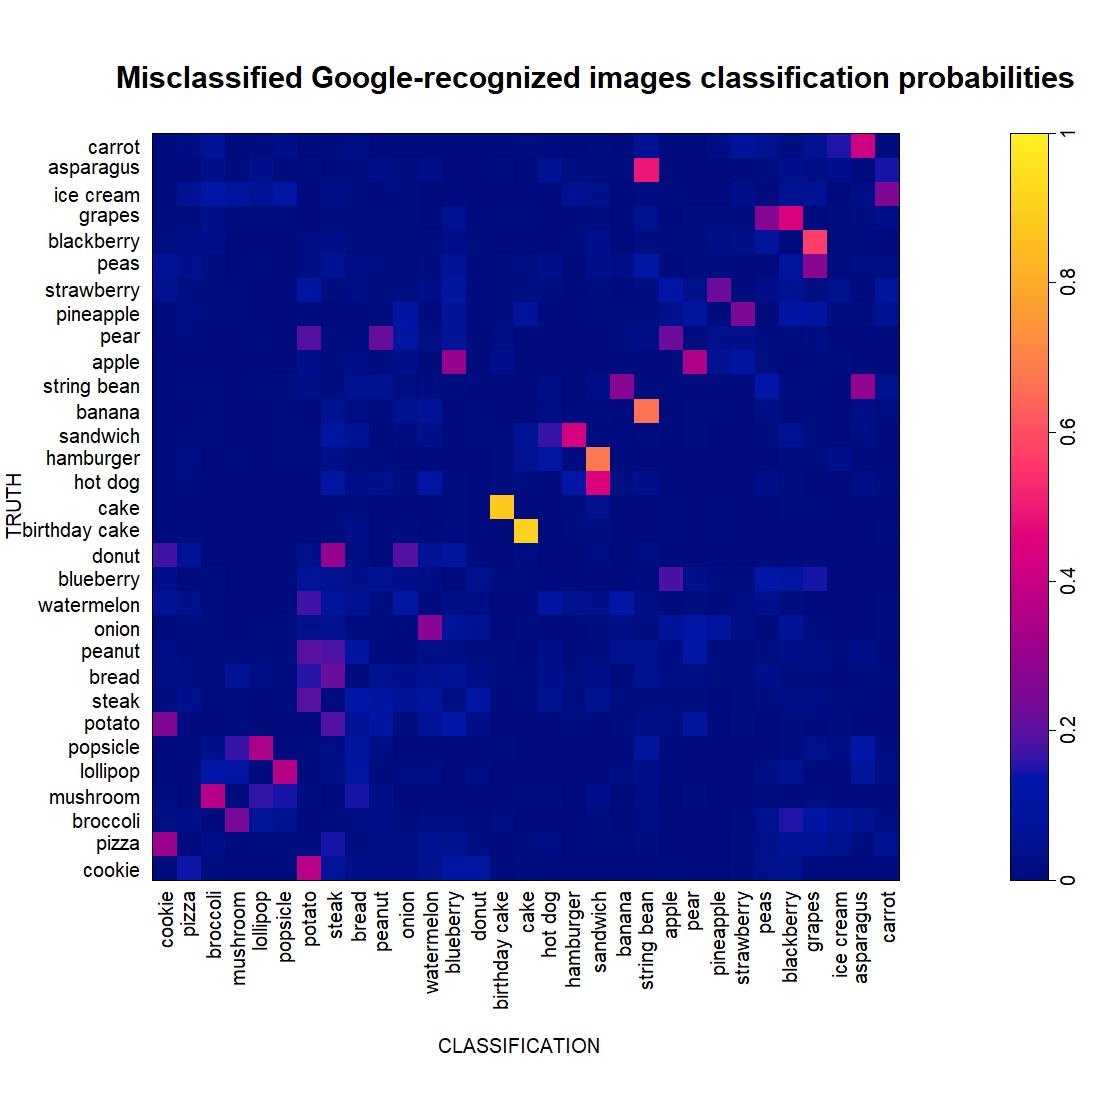 Misclassified Google-recognized images classification probabilities
carrot
asparagus
ice cream
grapes
blackberry
peas
strawberry
pineapple
pear
apple
string bean
banana
sandwich
hamburger
hot dog
cake
birthday cake
donut
blueberry
watermelon
onion
peanut
bread
steak
potato
popsicle
lollipop
mushroom
broccoli
pizza
cookie
TRUTH
cookie
pizza
broccoli
mushroom
lollipop
popsicle
potato
steak
bread
peanut
onion
watermelon
blueberry
donut
birthday cake
cake
hot dog
hamburger
sandwich
banana
string bean
apple
pear
pineapple
strawberry
peas
blackberry
grapes
ice cream
asparagus
carrot
CLASSIFICATION
1
0.8
0.6
0.4
0.2
0